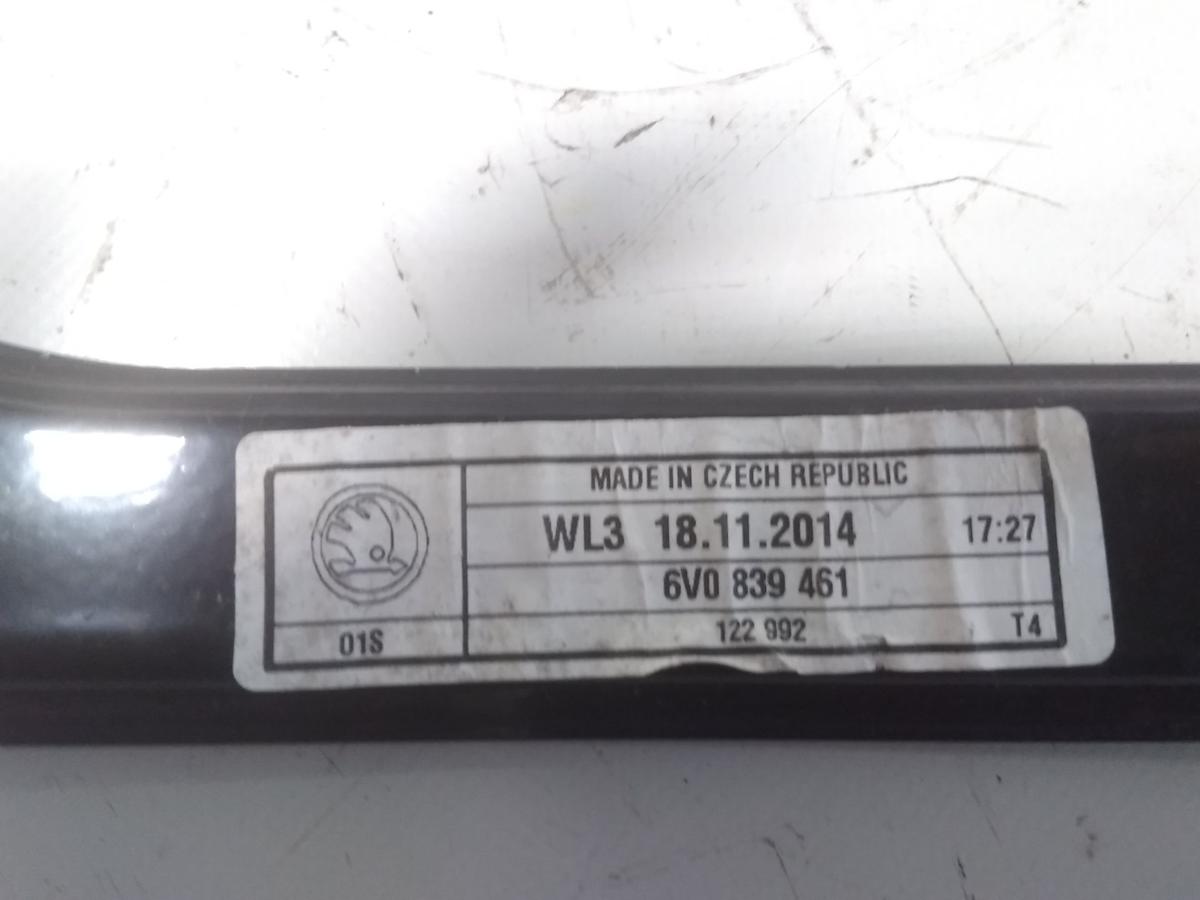 MADE IN CZECH REPUBLIC
WL3 18.11.2014 17:27
6V0 839 461
01S 122 992 T4